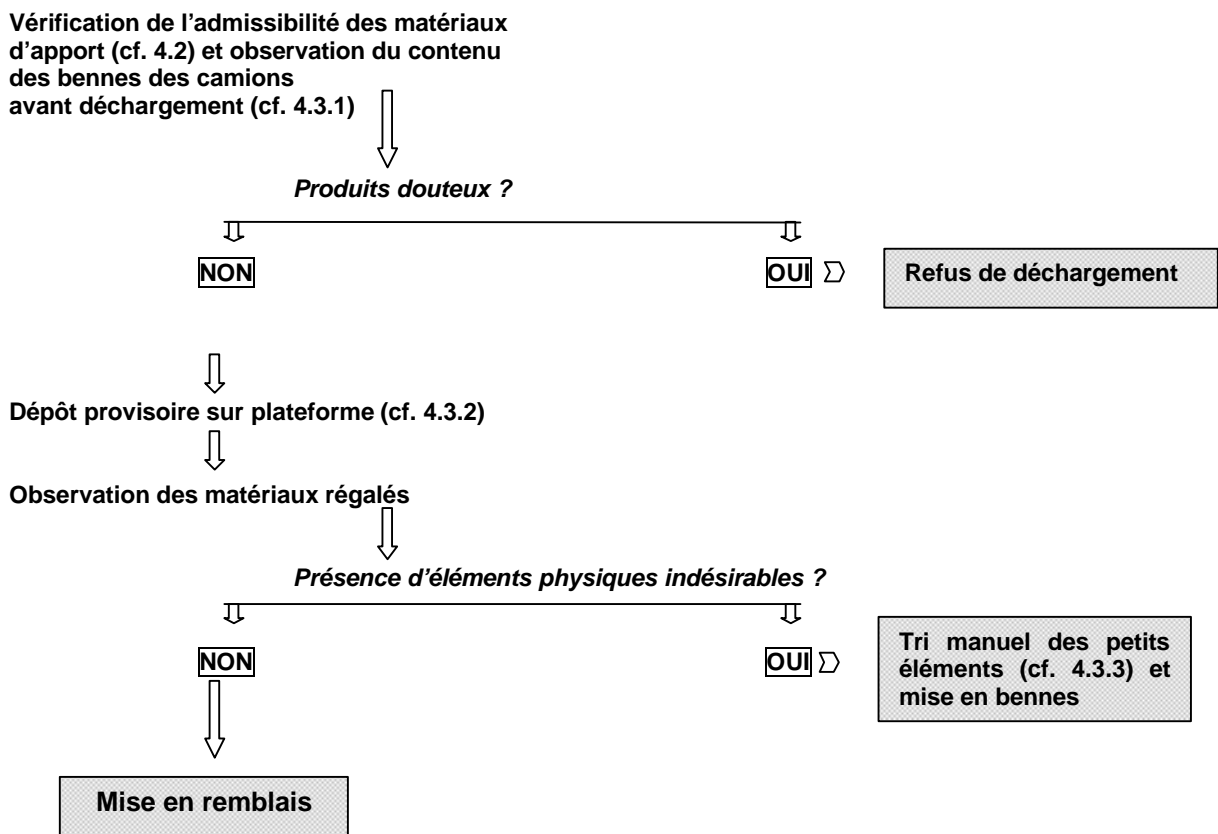 Vérification de l’admissibilité des matériaux
d’apport (cf. 4.2) et observation du contenu
des bennes des camions
avant déchargement (cf. 4.3.1)
Produits douteux ?
NON
OUI
Refus de déchargement
Dépôt provisoire sur plateforme (cf. 4.3.2)
Observation des matériaux régalés
Présence d’éléments physiques indésirables ?
NON
OUI
Tri manuel des petits
éléments (cf. 4.3.3) et
mise en bennes
Mise en remblais